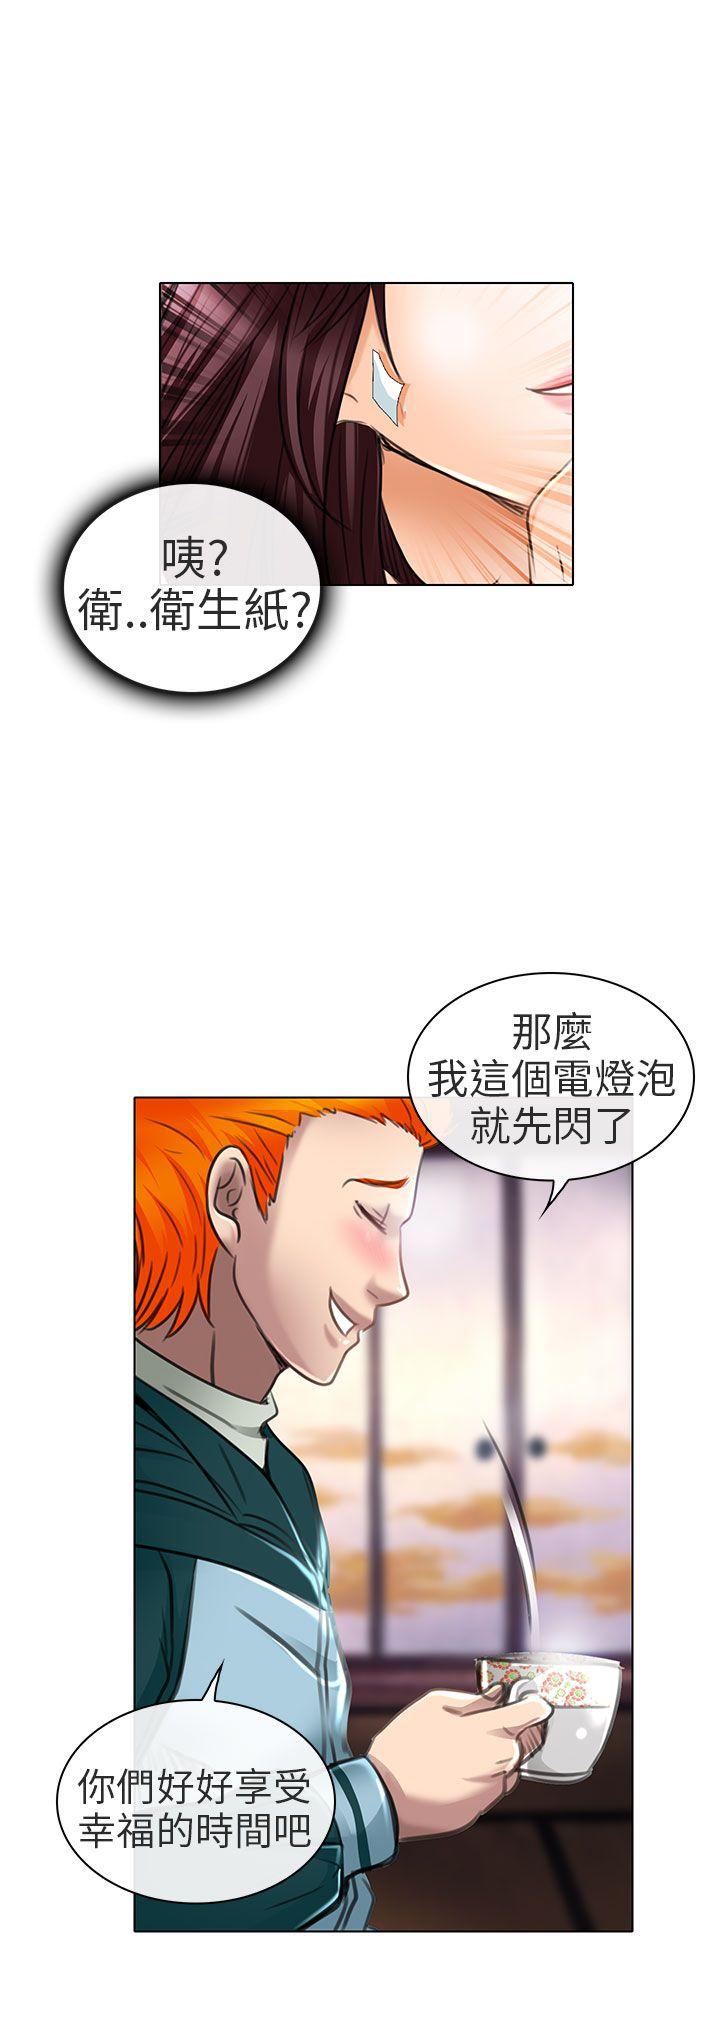 咦?
衛..衛生紙?
那麼
我這個電燈泡
就先閃了
你們好好享受
幸福的時間吧